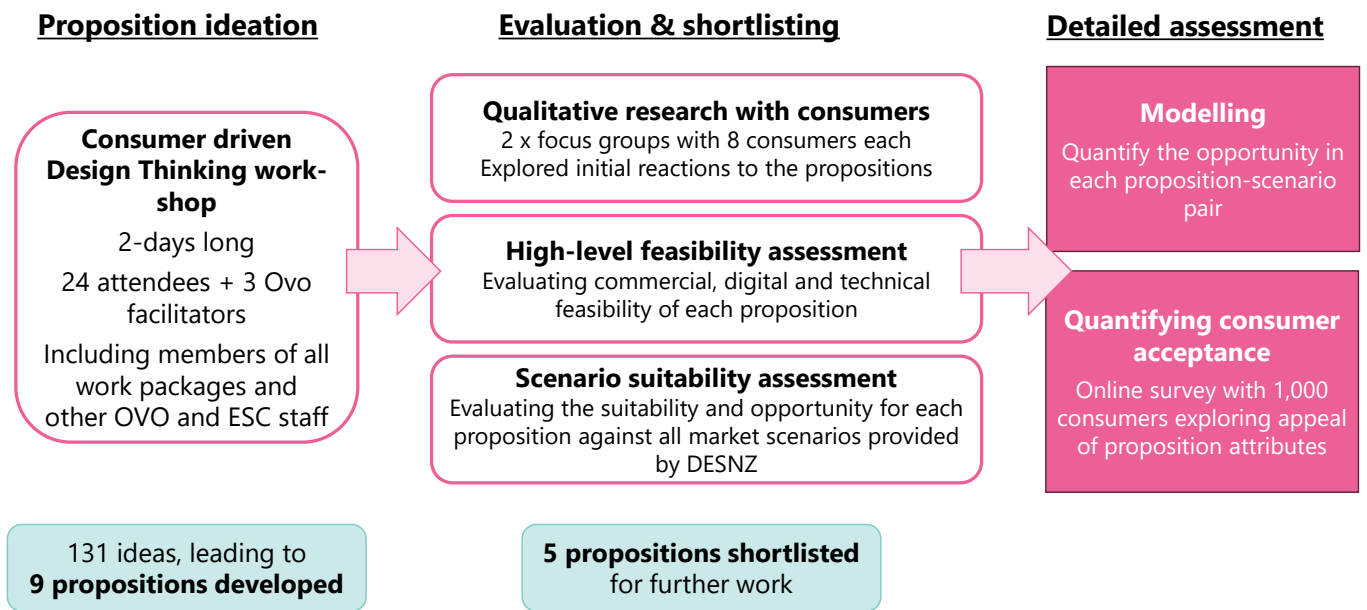 Proposition ideation
Consumer driven
Design Thinking work-
shop
2-days long
24 attendees + 3 Ovo
facilitators
Including members of all
work packages and
other OVO and ESC staff
131 ideas, leading to
9 propositions developed
Evaluation & shortlisting
Qualitative research with consumers
2 x focus groups with 8 consumers each
Explored initial reactions to the propositions
High-level feasibility assessment
Evaluating commercial, digital and technical
feasibility of each proposition
Scenario suitability assessment
Evaluating the suitability and opportunity for each
proposition against all market scenarios provided
by DESNZ
5 propositions shortlisted
for further work
Detailed assessment
Modelling
Quantify the opportunity in
each proposition-scenario
pair
Quantifying consumer
acceptance
Online survey with 1,000
consumers exploring appeal
of proposition attributes